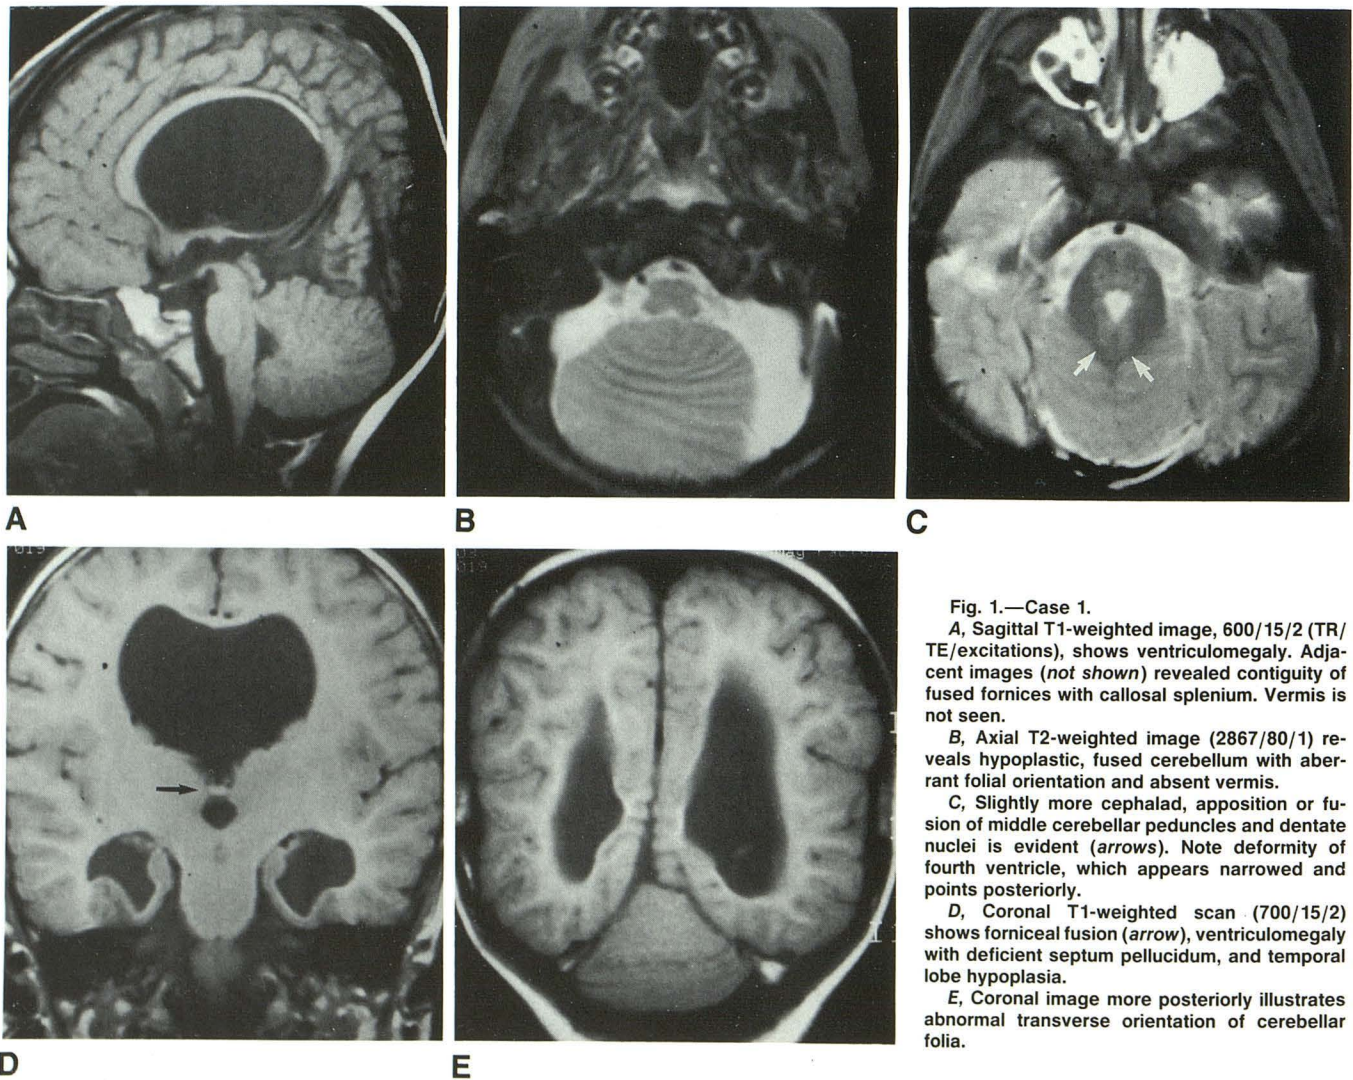 019
A
B
C
019
019
D
E
Fig. 1.—Case 1.
A, Sagittal T1-weighted image, 600/15/2 (TR/
TE/excitations), shows ventriculomegaly. Adja-
cent images (not shown) revealed contiguity of
fused fornices with callosal splenium. Vermis is
not seen.
B, Axial T2-weighted image (2867/80/1) re-
veals hypoplastic, fused cerebellum with aber-
rant folial orientation and absent vermis.
C, Slightly more cephalad, apposition or fu-
sion of middle cerebellar peduncles and dentate
nuclei is evident (arrows). Note deformity of
fourth ventricle, which appears narrowed and
points posteriorly.
D, Coronal T1-weighted scan (700/15/2)
shows forniceal fusion (arrow), ventriculomegaly
with deficient septum pellucidum, and temporal
lobe hypoplasia.
E, Coronal image more posteriorly illustrates
abnormal transverse orientation of cerebellar
folia.